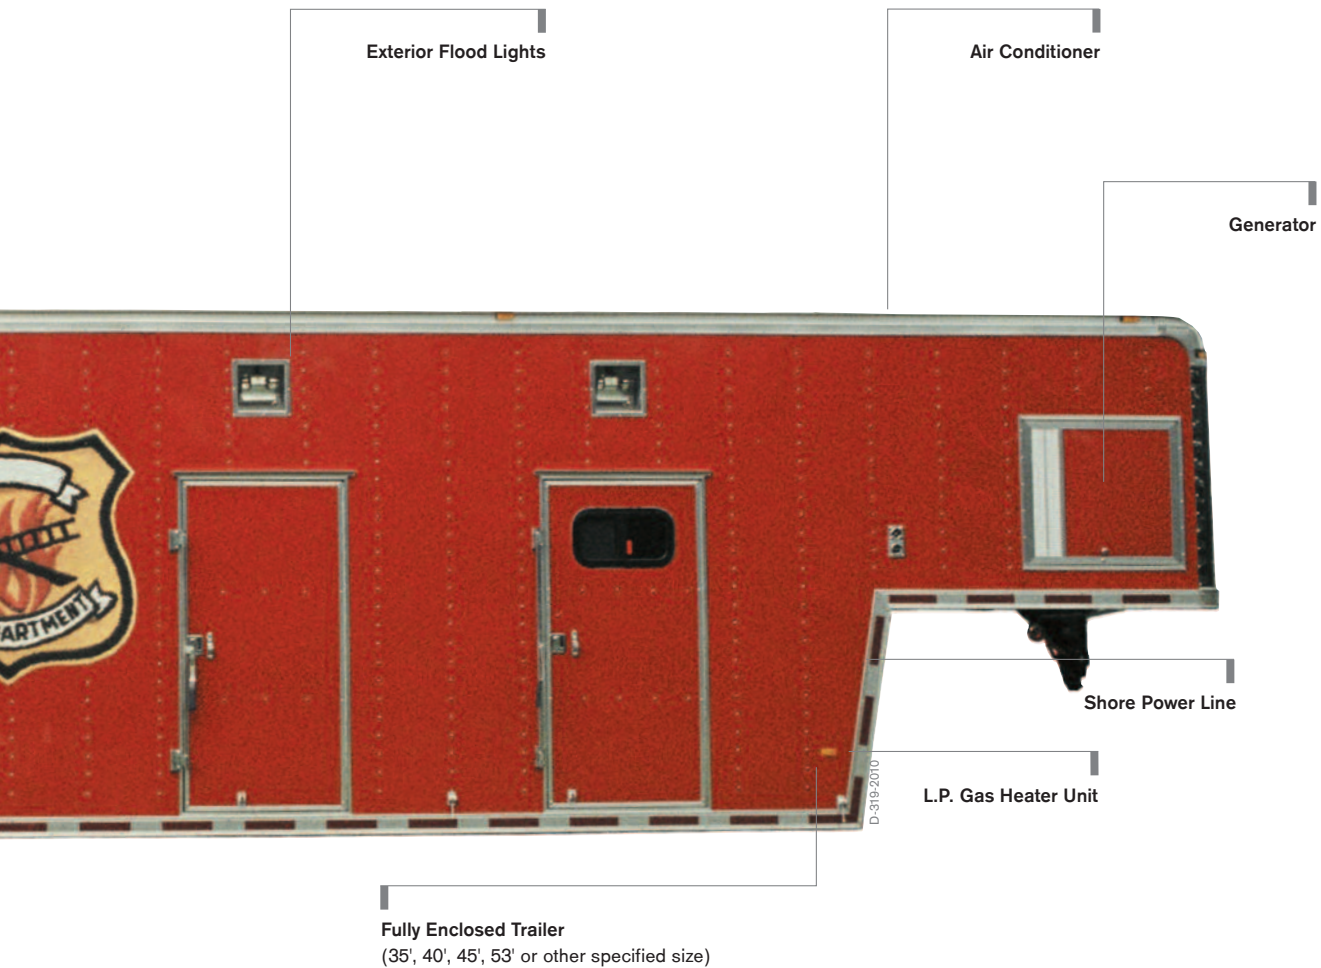 Exterior Flood Lights
Air Conditioner
Generator
ARTMENT
Shore Power Line
D-319-2010
L.P. Gas Heater Unit
Fully Enclosed Trailer
(35', 40', 45', 53' or other specified size)